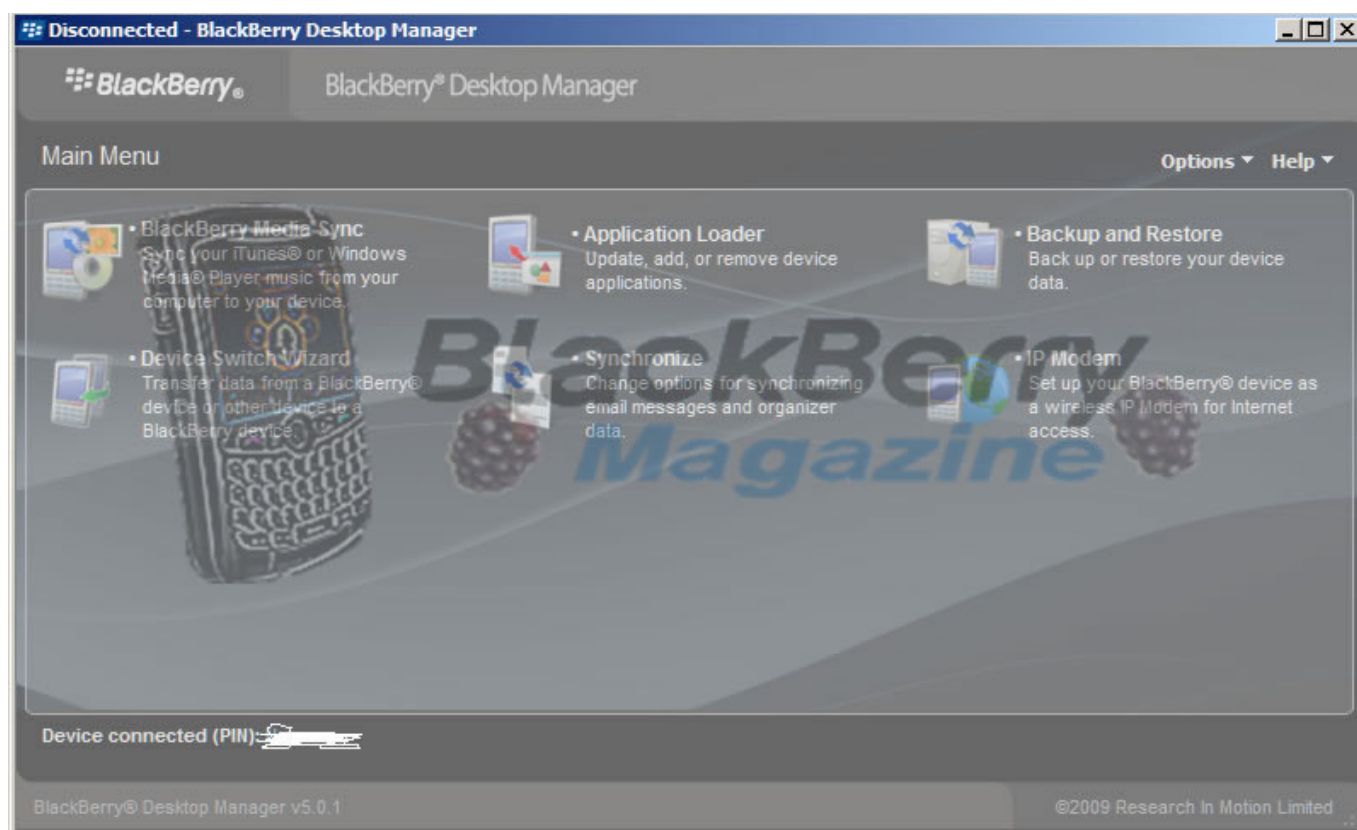 Disconnected - BlackBerry Desktop Manager
BlackBerry®
BlackBerry® Desktop Manager
Main Menu
Options
Help
• BlackBerry Media Sync
Sync your iTunes® or Windows
Media® Player music from your
computer to your device.
• Application Loader
Update, add, or remove device
applications.
• Backup and Restore
Back up or restore your device
data.
• Device Switch Wizard
Transfer data from a BlackBerry®
device or other device to a
BlackBerry device.
• Synchronize
Change options for synchronizing
email messages and organizer
data.
• IP Modem
Set up your BlackBerry® device as
a wireless IP Modem for Internet
access.
BlackBerry
Magazine
Device connected (PIN):
BlackBerry® Desktop Manager v5.0.1
©2009 Research In Motion Limited